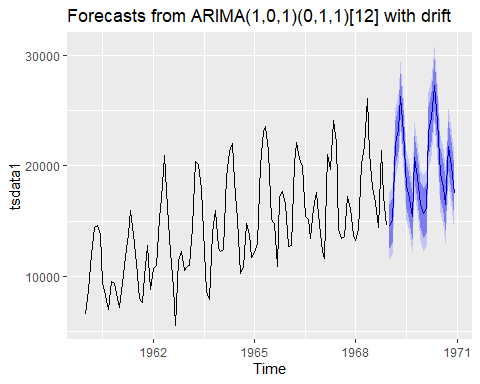 Forecasts from ARIMA(1,0,1)(0,1,1)[12] with drift
30000
20000
10000
tsdata1
1962
1965
1968
1971
Time